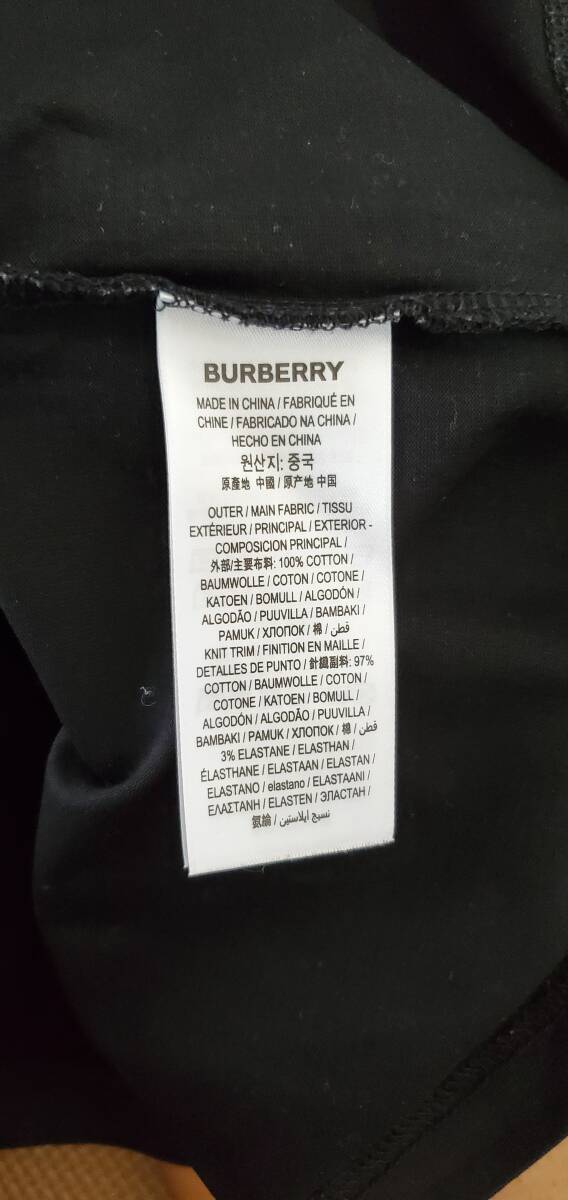 BURBERRY
MADE IN CHINA / FABRIQUÉ EN
CHINE / FABRICADO NA CHINA /
HECHO EN CHINA
원산지: 중국
原產地 中國 / 原产地 中国
OUTER / MAIN FABRIC / TISSU
EXTÉRIEUR / PRINCIPAL / EXTERIOR -
COMPOSICION PRINCIPAL /
外部/主要布料: 100% COTTON /
BAUMWOLLE / COTON / COTONE /
KATOEN / BOMULL / ALGODÓN /
ALGODÃO / PUUVILLA / BAMBAKI /
PAMUK / ХЛОПОК / 棉 / قطن /
KNIT TRIM / FINITION EN MAILLE /
DETALLES DE PUNTO / 針織副料: 97%
COTTON / BAUMWOLLE / COTON /
COTONE / KATOEN / BOMULL /
ALGODÓN / ALGODÃO / PUUVILLA /
BAMBAKI / PAMUK / ХЛОПОК / 棉 / قطن /
3% ELASTANE / ELASTHAN /
ÉLASTHANE / ELASTAAN / ELASTAN /
ELASTANO / elastano / ELASTAANI /
ΕΛΑΣΤΑΝΗ / ELASTEN / ЭЛАСТАН /
氨綸 / نسيج ايلاستين /